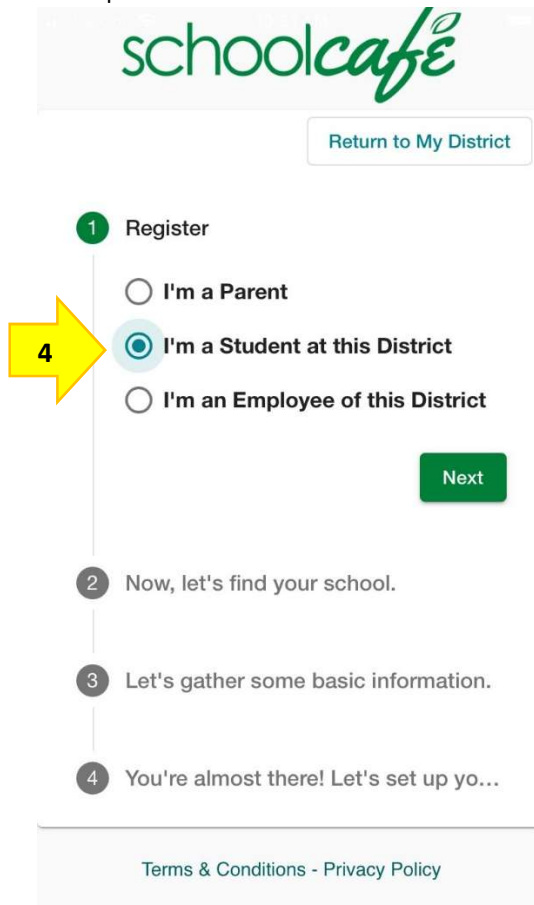 schoolcafé
Return to My District
1 Register
I'm a Parent
4
I'm a Student at this District
I'm an Employee of this District
Next
2 Now, let's find your school.
3 Let's gather some basic information.
4 You're almost there! Let's set up yo...
Terms & Conditions - Privacy Policy